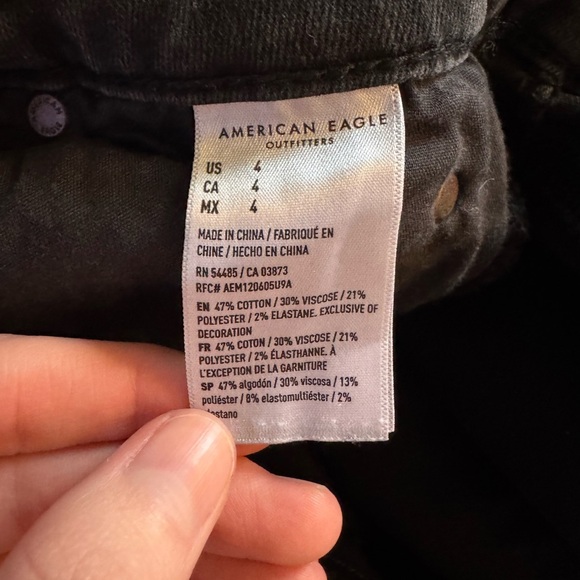 AMERICAN EAGLE
OUTFITTERS
US 4
CA 4
MX 4
MADE IN CHINA / FABRIQUÉ EN
CHINE / HECHO EN CHINA
RN 54485 / CA 03873
RFC# AEM120605U9A
EN 47% COTTON / 30% VISCOSE / 21%
POLYESTER / 2% ELASTANE. EXCLUSIVE OF
DECORATION
FR 47% COTON / 30% VISCOSE / 21%
POLYESTER / 2% ÉLASTHANNE. À
L'EXCEPTION DE LA GARNITURE
SP 47% algodón / 30% viscosa / 13%
poliéster / 8% elastomultiéster / 2%